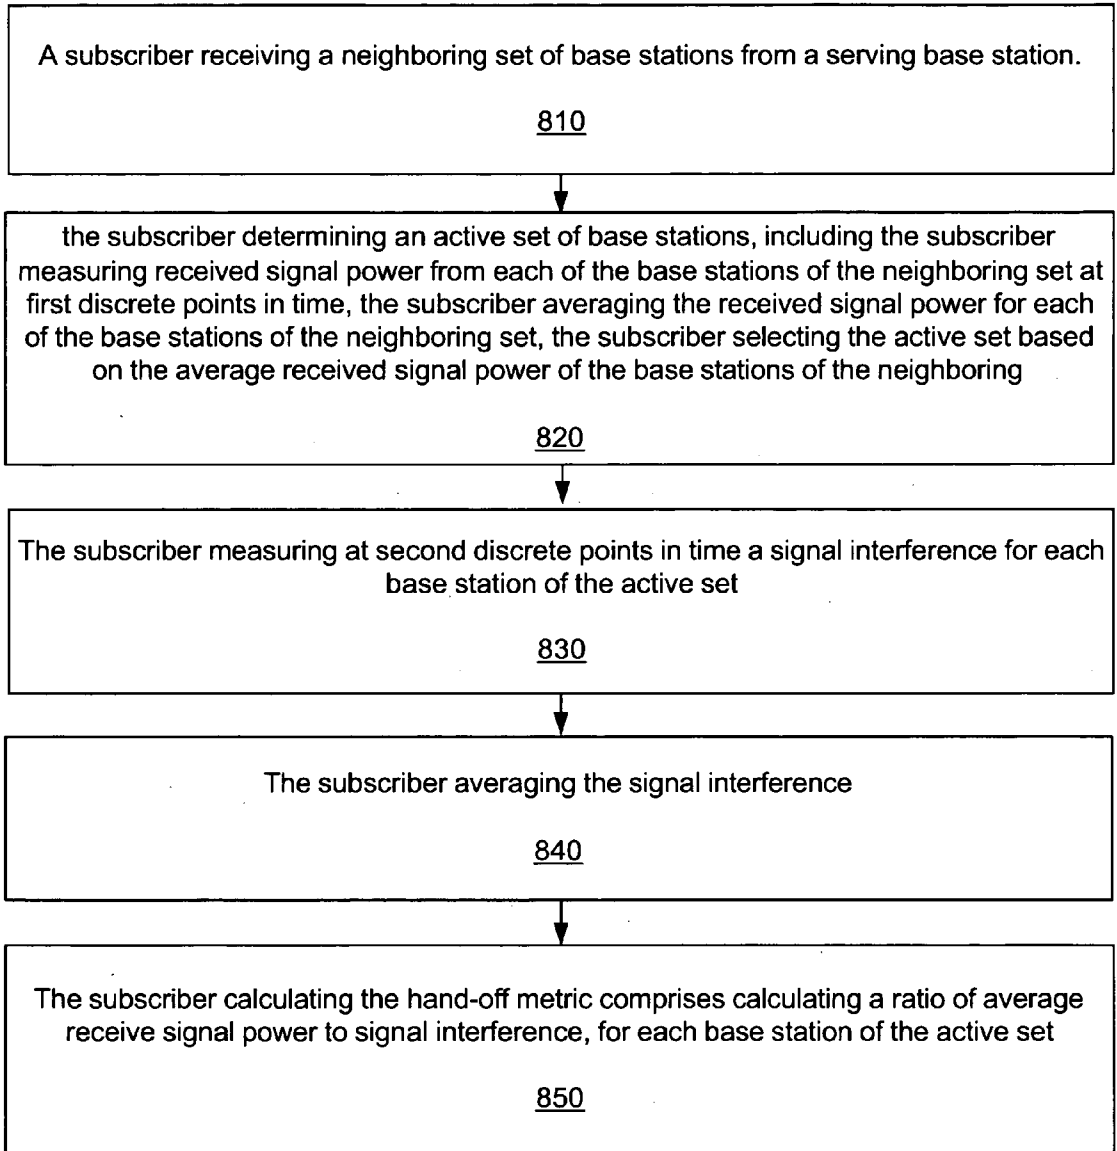 A subscriber receiving a neighboring set of base stations from a serving base station.
810
the subscriber determining an active set of base stations, including the subscriber
measuring received signal power from each of the base stations of the neighboring set at
first discrete points in time, the subscriber averaging the received signal power for each
of the base stations of the neighboring set, the subscriber selecting the active set based
on the average received signal power of the base stations of the neighboring
820
The subscriber measuring at second discrete points in time a signal interference for each
base station of the active set
830
The subscriber averaging the signal interference
840
The subscriber calculating the hand-off metric comprises calculating a ratio of average
receive signal power to signal interference, for each base station of the active set
850